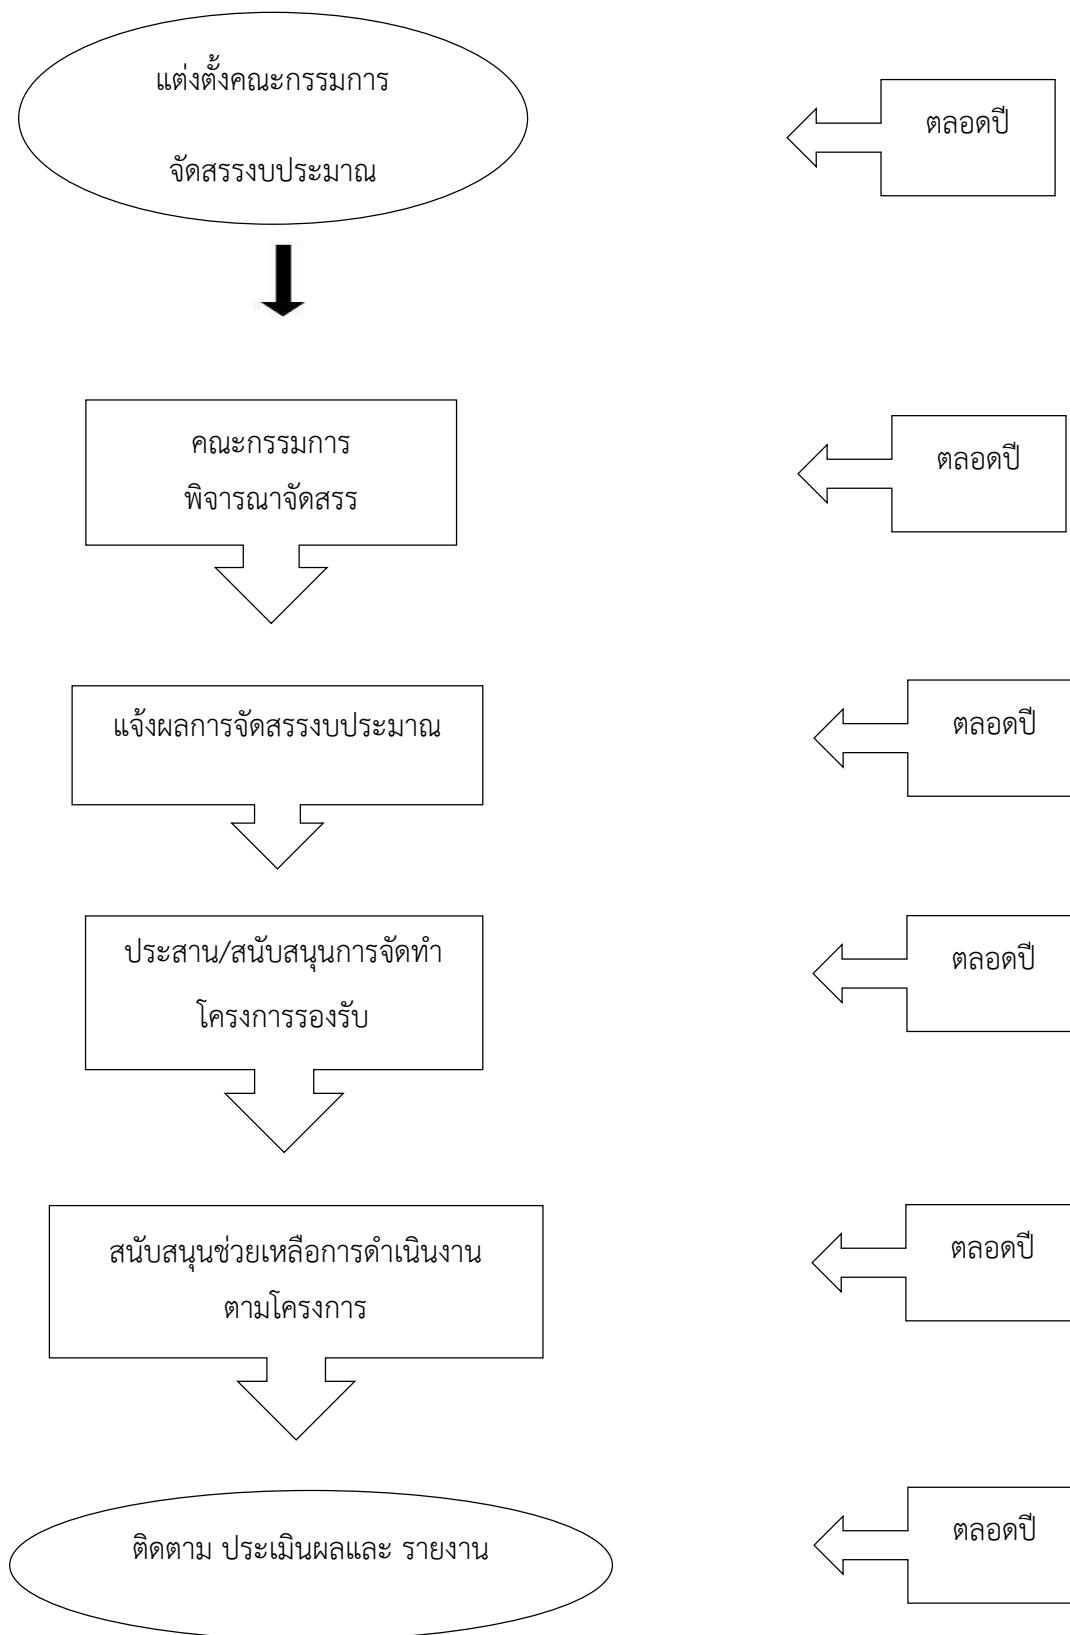 แต่งตั้งคณะกรรมการ
จัดสรรงบประมาณ
ตลอดปี
คณะกรรมการ
พิจารณาจัดสรร
ตลอดปี
แจ้งผลการจัดสรรงบประมาณ
ตลอดปี
ประสาน/สนับสนุนการจัดทำ
โครงการรองรับ
ตลอดปี
สนับสนุนช่วยเหลือการดำเนินงาน
ตามโครงการ
ตลอดปี
ติดตาม ประเมินผลและ รายงาน
ตลอดปี